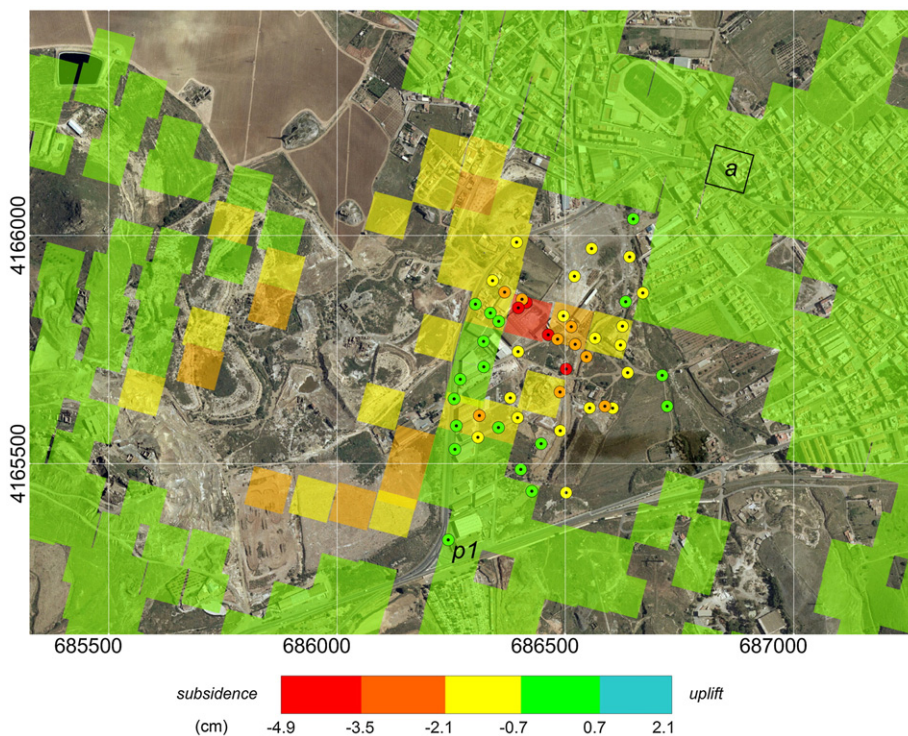 a
4166000
4165500
p1
685500 686000 686500 687000
subsidence uplift
(cm) -4.9 -3.5 -2.1 -0.7 0.7 2.1